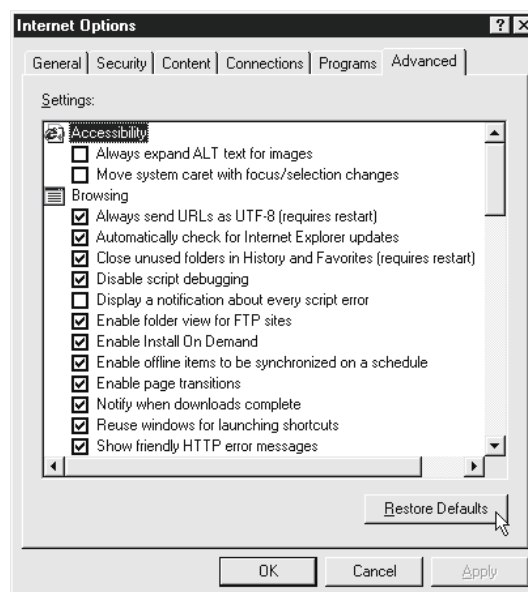 Internet Options
General Security Content Connections Programs Advanced
Settings:
Accessibility
Always expand ALT text for images
Move system caret with focus/selection changes
Browsing
Always send URLs as UTF-8 (requires restart)
Automatically check for Internet Explorer updates
Close unused folders in History and Favorites (requires restart)
Disable script debugging
Display a notification about every script error
Enable folder view for FTP sites
Enable Install On Demand
Enable offline items to be synchronized on a schedule
Enable page transitions
Notify when downloads complete
Reuse windows for launching shortcuts
Show friendly HTTP error messages
Restore Defaults
OK Cancel Apply